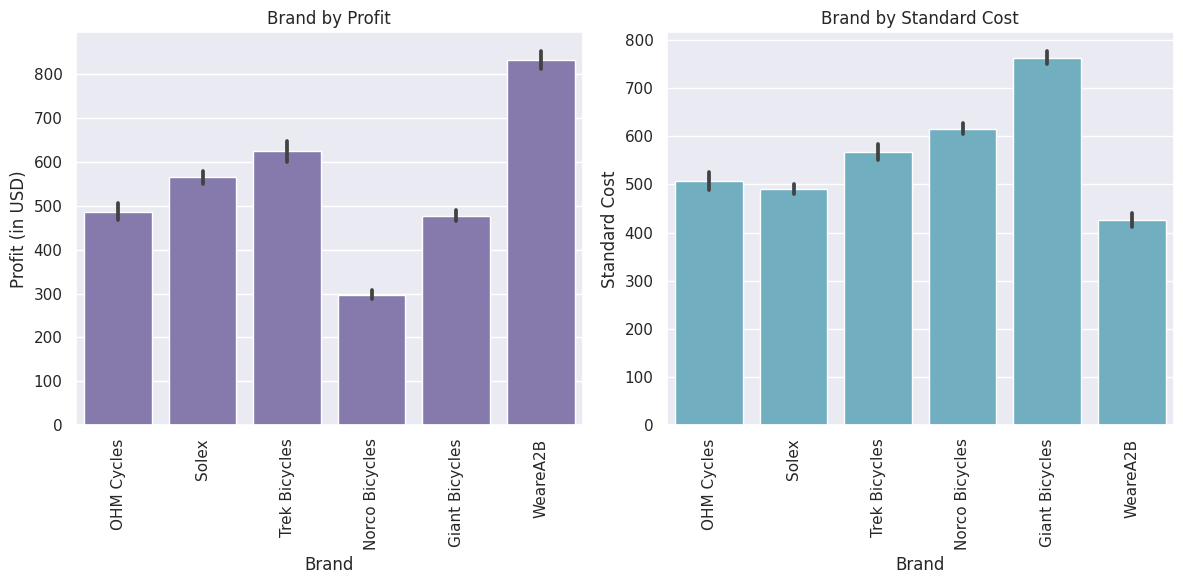 Brand by Profit
Profit (in USD)
800
700
600
500
400
300
200
100
0
OHM Cycles
Solex
Trek Bicycles
Norco Bicycles
Giant Bicycles
WeareA2B
Brand
Brand by Standard Cost
Standard Cost
800
700
600
500
400
300
200
100
0
OHM Cycles
Solex
Trek Bicycles
Norco Bicycles
Giant Bicycles
WeareA2B
Brand